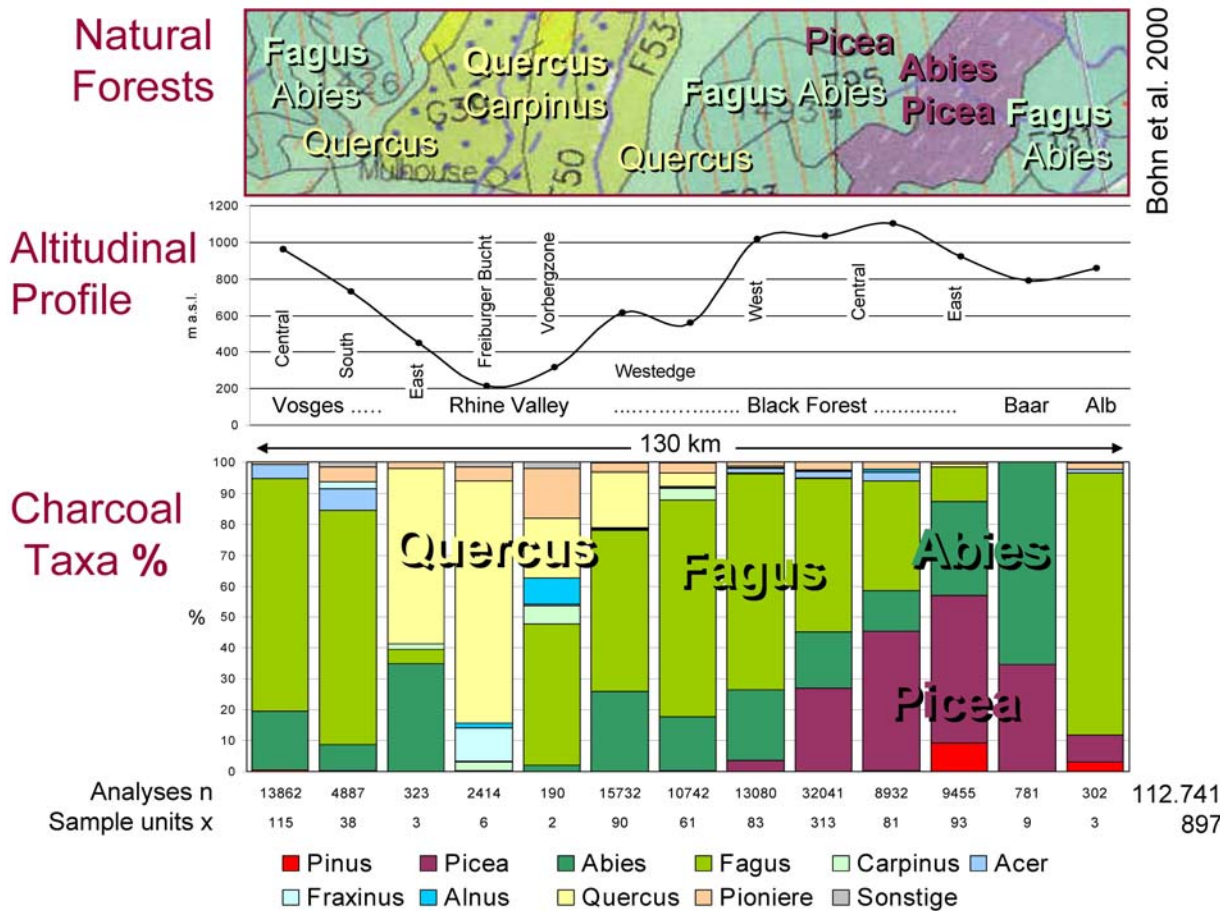 Natural
Forests
Fagus
Abies
Quercus
Quercus
Carpinus
Quercus
Fagus Abies
Picea
Abies
Picea
Fagus
Abies
426
G39
Mulhouse
F50
F53
F95
Bohn et al. 2000
Altitudinal
Profile
m a.s.l.
1200
1000
800
600
400
200
0
Central
South
East
Freiburger Bucht
Vorbergzone
Westedge
West
Central
East
Vosges ..... Rhine Valley ....................... Black Forest ............... Baar Alb
130 km
Charcoal
Taxa %
%
100
90
80
70
60
50
40
30
20
10
0
Quercus
Fagus
Abies
Picea
Analyses n 13862 4887 323 2414 190 15732 10742 13080 32041 8932 9455 781 302 112.741
Sample units x 115 38 3 6 2 90 61 83 313 81 93 9 3 897
Pinus Picea Abies Fagus Carpinus Acer
Fraxinus Alnus Quercus Pioniere Sonstige